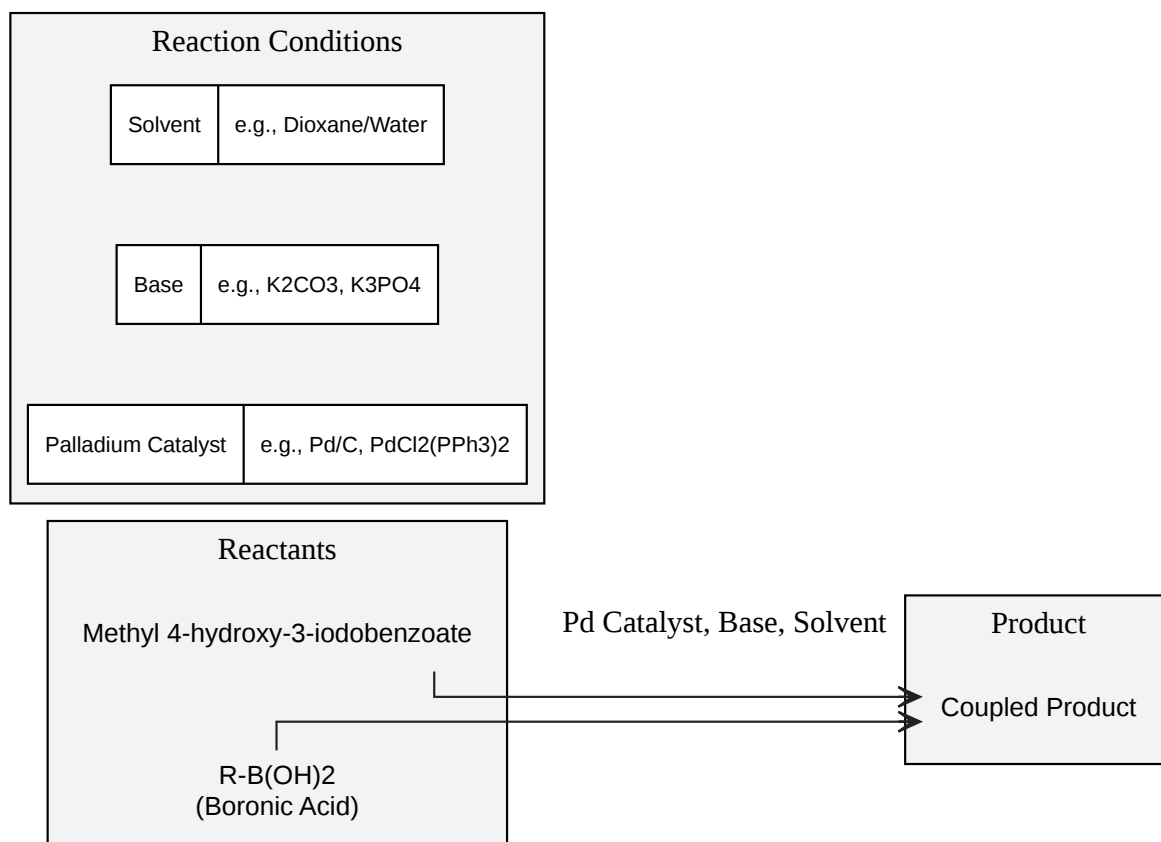 Reaction Conditions
Solvent e.g., Dioxane/Water
Base e.g., K2CO3, K3PO4
Palladium Catalyst e.g., Pd/C, PdCl2(PPh3)2
Reactants
Methyl 4-hydroxy-3-iodobenzoate
R-B(OH)2
(Boronic Acid)
Pd Catalyst, Base, Solvent
Product
Coupled Product